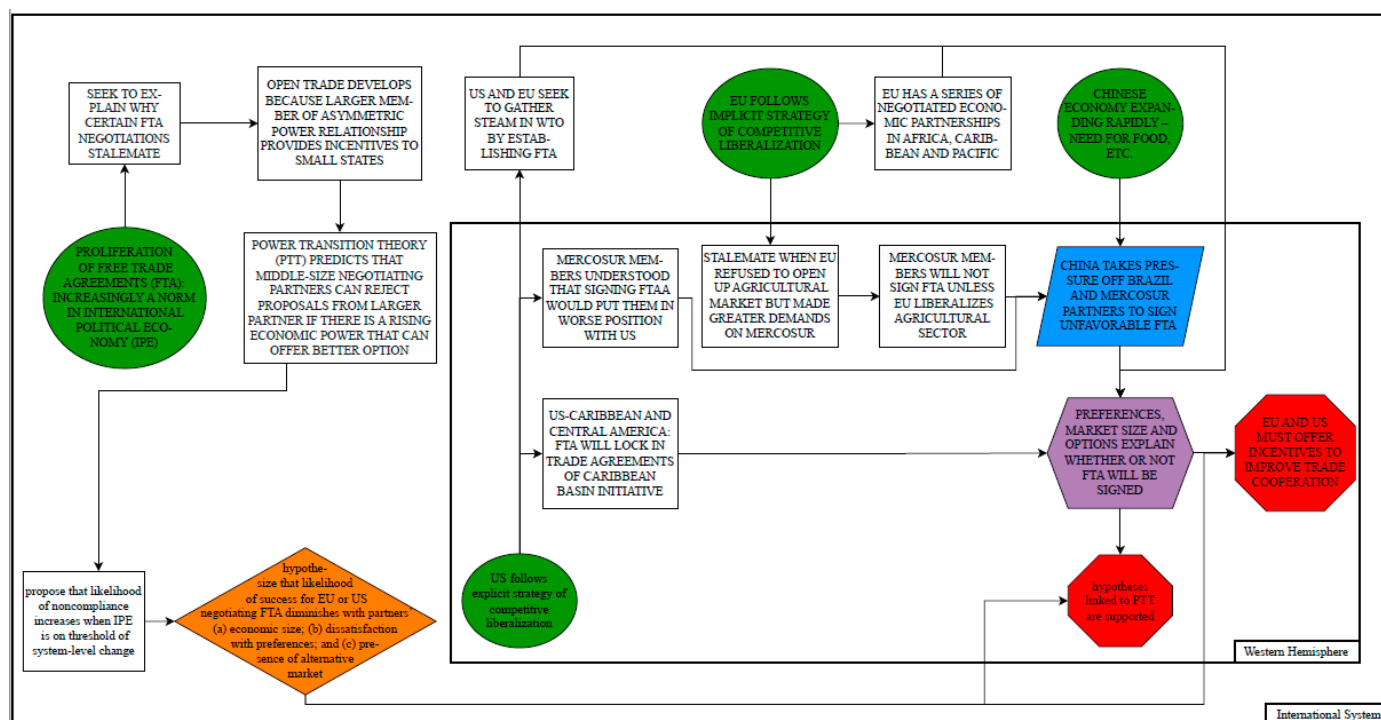 SEEK TO EX-
PLAIN WHY
CERTAIN FTA
NEGOTIATIONS
STALEMATE
OPEN TRADE DEVELOPS
BECAUSE LARGER MEM-
BER OF ASYMMETRIC
POWER RELATIONSHIP
PROVIDES INCENTIVES TO
SMALL STATES
US AND EU SEEK
TO GATHER
STEAM IN WTO
BY ESTAB-
LISHING FTA
EU FOLLOWS
IMPLICIT STRATEGY
OF COMPETITIVE
LIBERALIZATION
EU HAS A SERIES OF
NEGOTIATED ECONO-
MIC PARTNERSHIPS
IN AFRICA, CARIB-
BEAN AND PACIFIC
CHINESE
ECONOMY EXPAN-
DING RAPIDLY –
NEED FOR FOOD,
ETC.
PROLIFERATION
OF FREE TRADE
AGREEMENTS (FTA):
INCREASINGLY A NORM
IN INTERNATIONAL
POLITICAL ECO-
NOMY (IPE)
POWER TRANSITION THEORY
(PTT) PREDICTS THAT
MIDDLE-SIZE NEGOTIATING
PARTNERS CAN REJECT
PROPOSALS FROM LARGER
PARTNER IF THERE IS A RISING
ECONOMIC POWER THAT CAN
OFFER BETTER OPTION
MERCOSUR MEM-
BERS UNDERSTOOD
THAT SIGNING FTAA
WOULD PUT THEM IN
WORSE POSITION
WITH US
STALEMATE WHEN EU
REFUSED TO OPEN
UP AGRICULTURAL
MARKET BUT MADE
GREATER DEMANDS
ON MERCOSUR
MERCOSUR MEM-
BERS WILL NOT
SIGN FTA UNLESS
EU LIBERALIZES
AGRICULTURAL
SECTOR
CHINA TAKES PRES-
SURE OFF BRAZIL
AND MERCOSUR
PARTNERS TO SIGN
UNFAVORABLE FTA
US-CARIBBEAN AND
CENTRAL AMERICA:
FTA WILL LOCK IN
TRADE AGREEMENTS
OF CARIBBEAN
BASIN INITIATIVE
PREFERENCES,
MARKET SIZE AND
OPTIONS EXPLAIN
WHETHER OR NOT
FTA WILL BE
SIGNED
EU AND US
MUST OFFER
INCENTIVES TO
IMPROVE TRADE
COOPERATION
propose that likelihood
of noncompliance
increases when IPE
is on threshold of
system-level change
hypothe-
size that likelihood
of success for EU or US
negotiating FTA diminishes with partners'
(a) economic size; (b) dissatisfaction
with preferences; and (c) pre-
sence of alternative
market
US follows
explicit strategy of
competitive
liberalization
hypotheses
linked to PTT
are supported
Western Hemisphere
International System